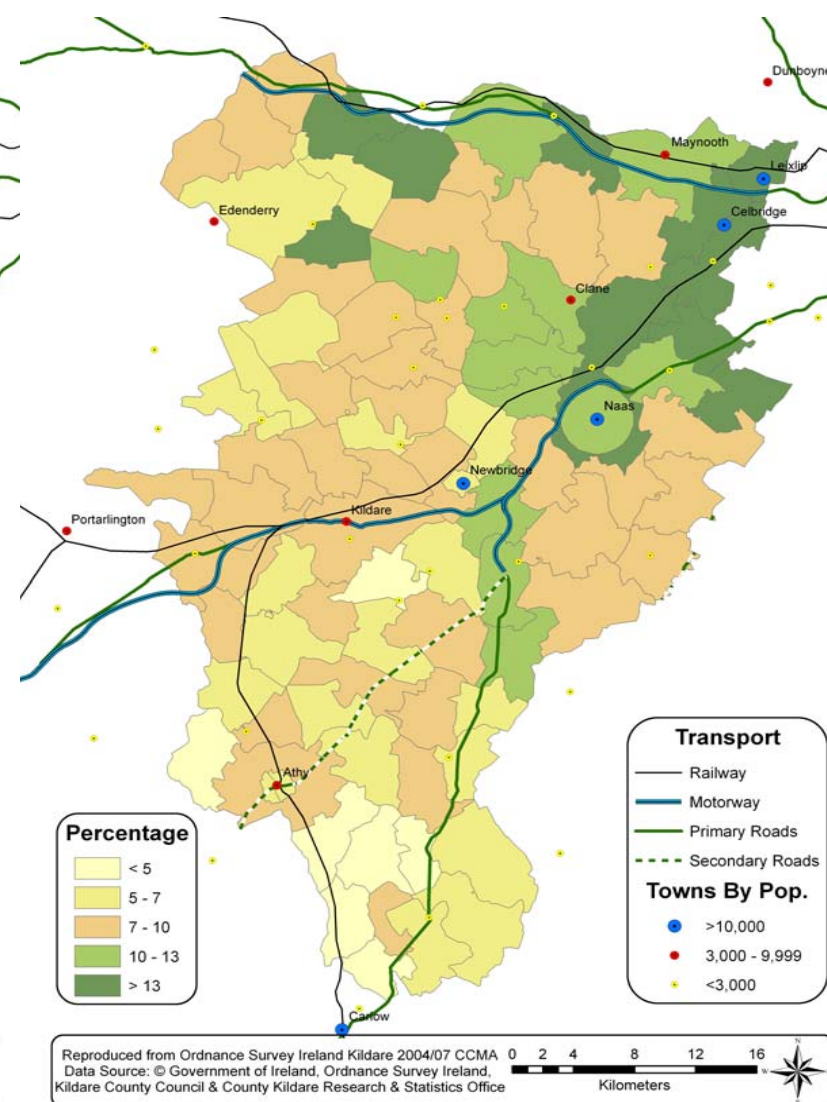 Dunboyne
Maynooth
Leixlip
Celbridge
Edenderry
Clane
Naas
Newbridge
Kildare
Portarlington
Athy
Carlow
Percentage
< 5
5 - 7
7 - 10
10 - 13
> 13
Transport
Railway
Motorway
Primary Roads
Secondary Roads
Towns By Pop.
>10,000
3,000 - 9,999
<3,000
Reproduced from Ordnance Survey Ireland Kildare 2004/07 CCMA
Data Source: © Government of Ireland, Ordnance Survey Ireland,
Kildare County Council & County Kildare Research & Statistics Office
0 2 4 8 12 16
Kilometers
N
W
S